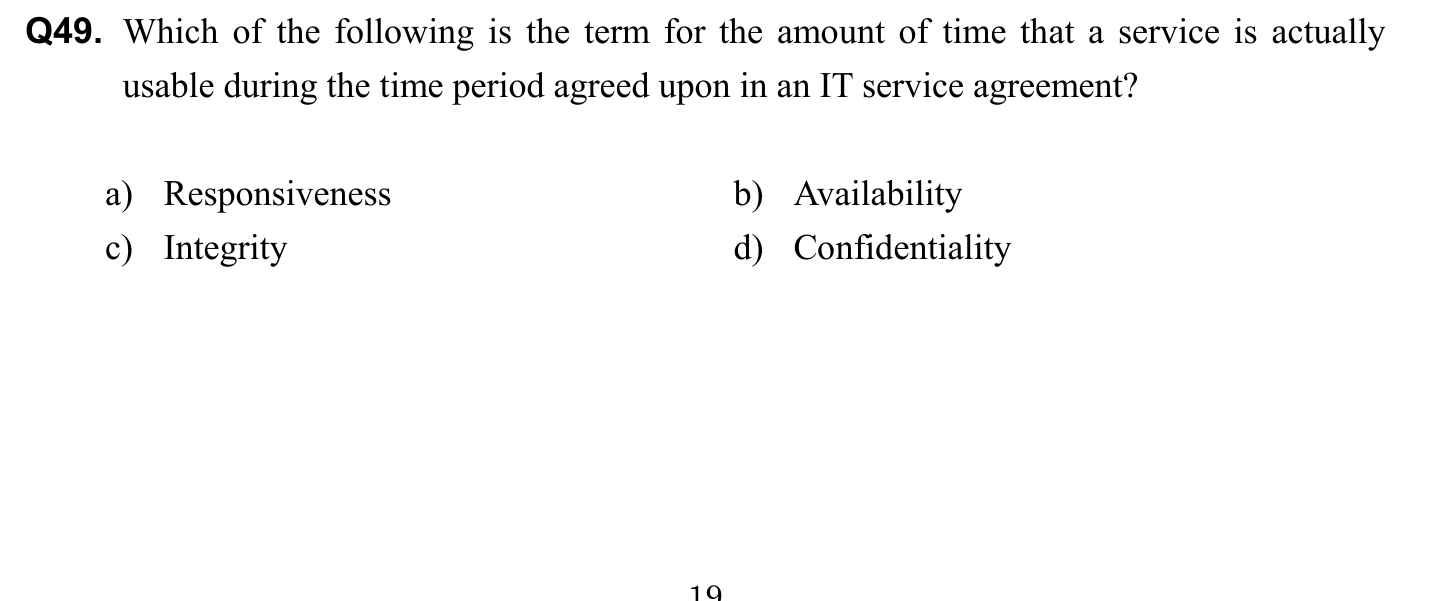 Q49. Which of the following is the term for the amount of time that a service is actually
usable during the time period agreed upon in an IT service agreement?
a) Responsiveness b) Availability
c) Integrity d) Confidentiality
19